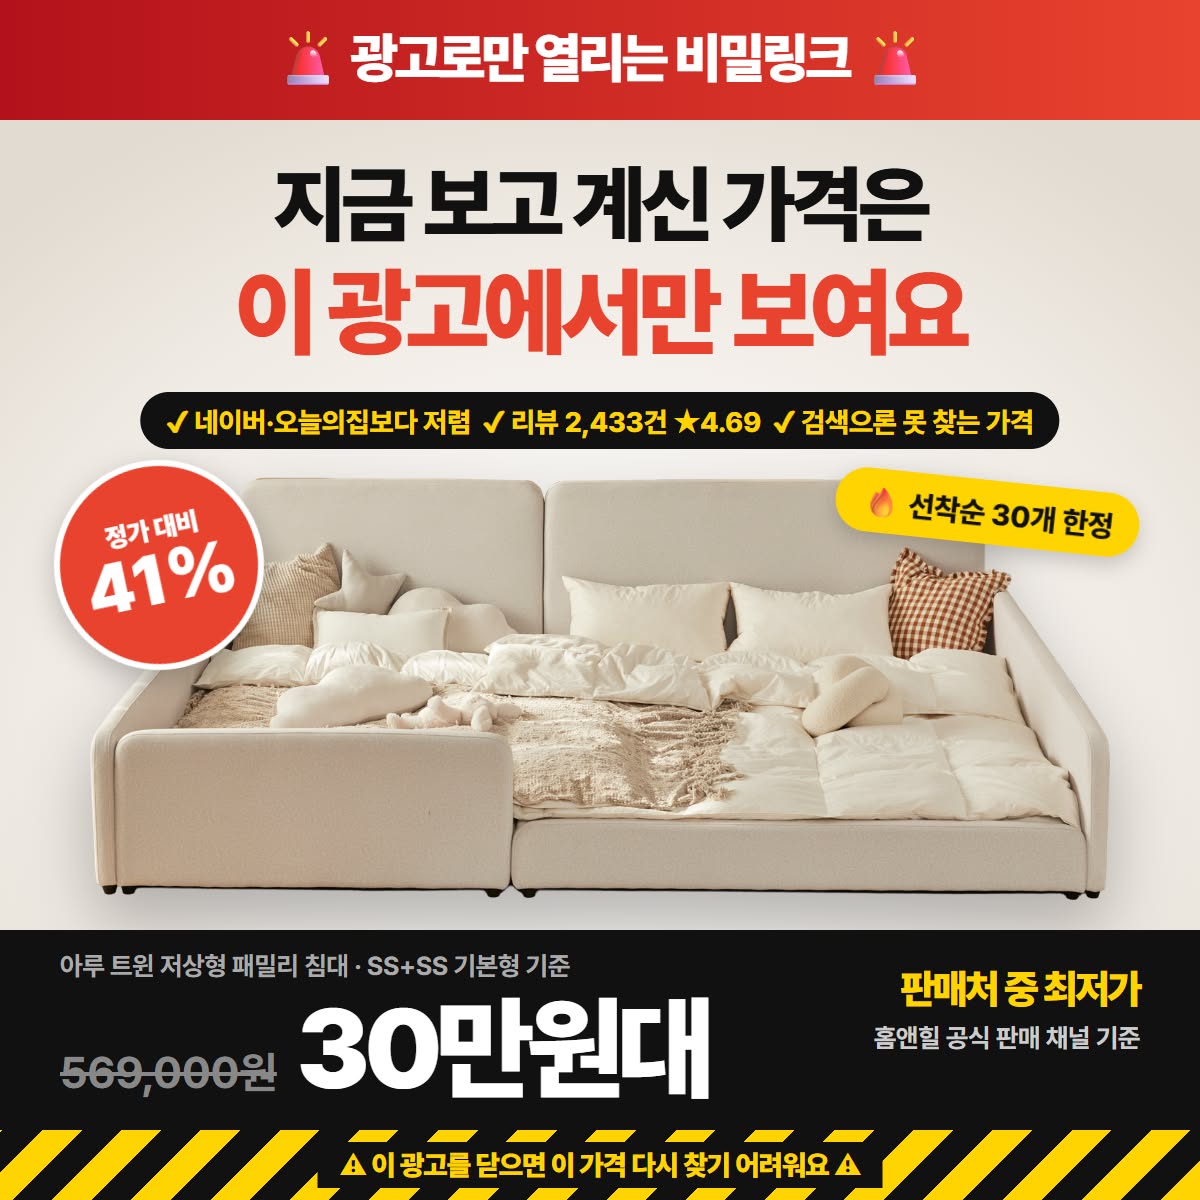 🚨 광고로만 열리는 비밀링크 🚨
지금 보고 계신 가격은
이 광고에서만 보여요
✔ 네이버·오늘의집보다 저렴 ✔ 리뷰 2,433건 ★4.69 ✔ 검색으론 못 찾는 가격
정가 대비
41%
🔥 선착순 30개 한정
아루 트윈 저상형 패밀리 침대 · SS+SS 기본형 기준
569,000원 30만원대
판매처 중 최저가
홈앤힐 공식 판매 채널 기준
⚠ 이 광고를 닫으면 이 가격 다시 찾기 어려워요 ⚠